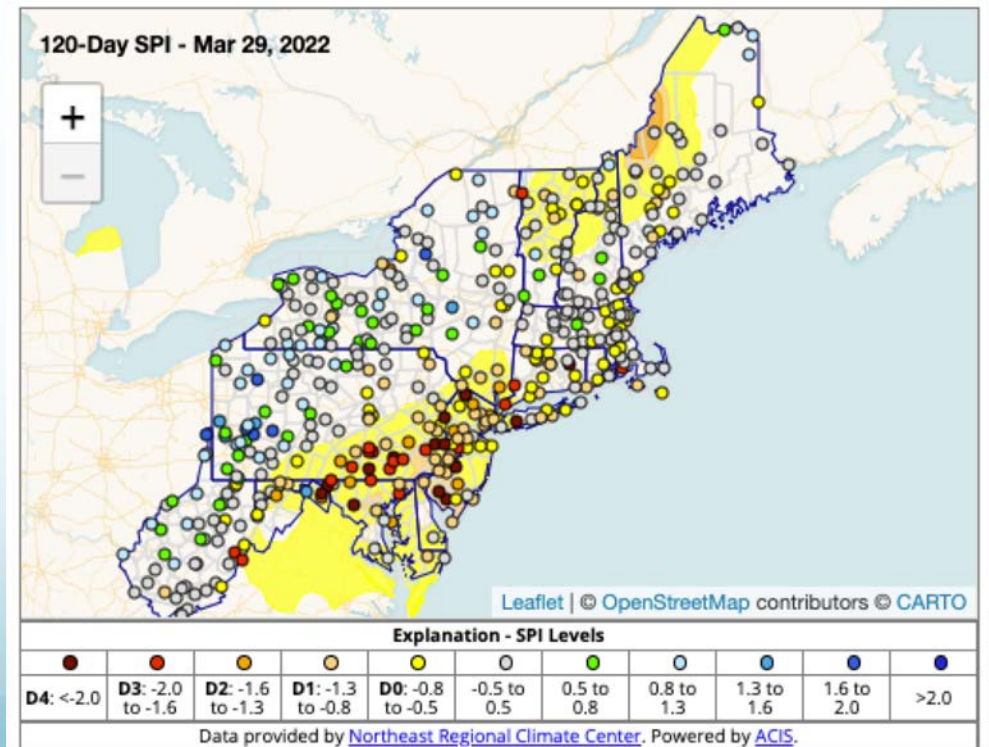 120-Day SPI - Mar 29, 2022
+
−
Leaflet | © OpenStreetMap contributors © CARTO
Explanation - SPI Levels
D4: <-2.0
D3: -2.0
to -1.6
D2: -1.6
to -1.3
D1: -1.3
to -0.8
D0: -0.8
to -0.5
-0.5 to
0.5
0.5 to
0.8
0.8 to
1.3
1.3 to
1.6
1.6 to
2.0
>2.0
Data provided by Northeast Regional Climate Center. Powered by ACIS.